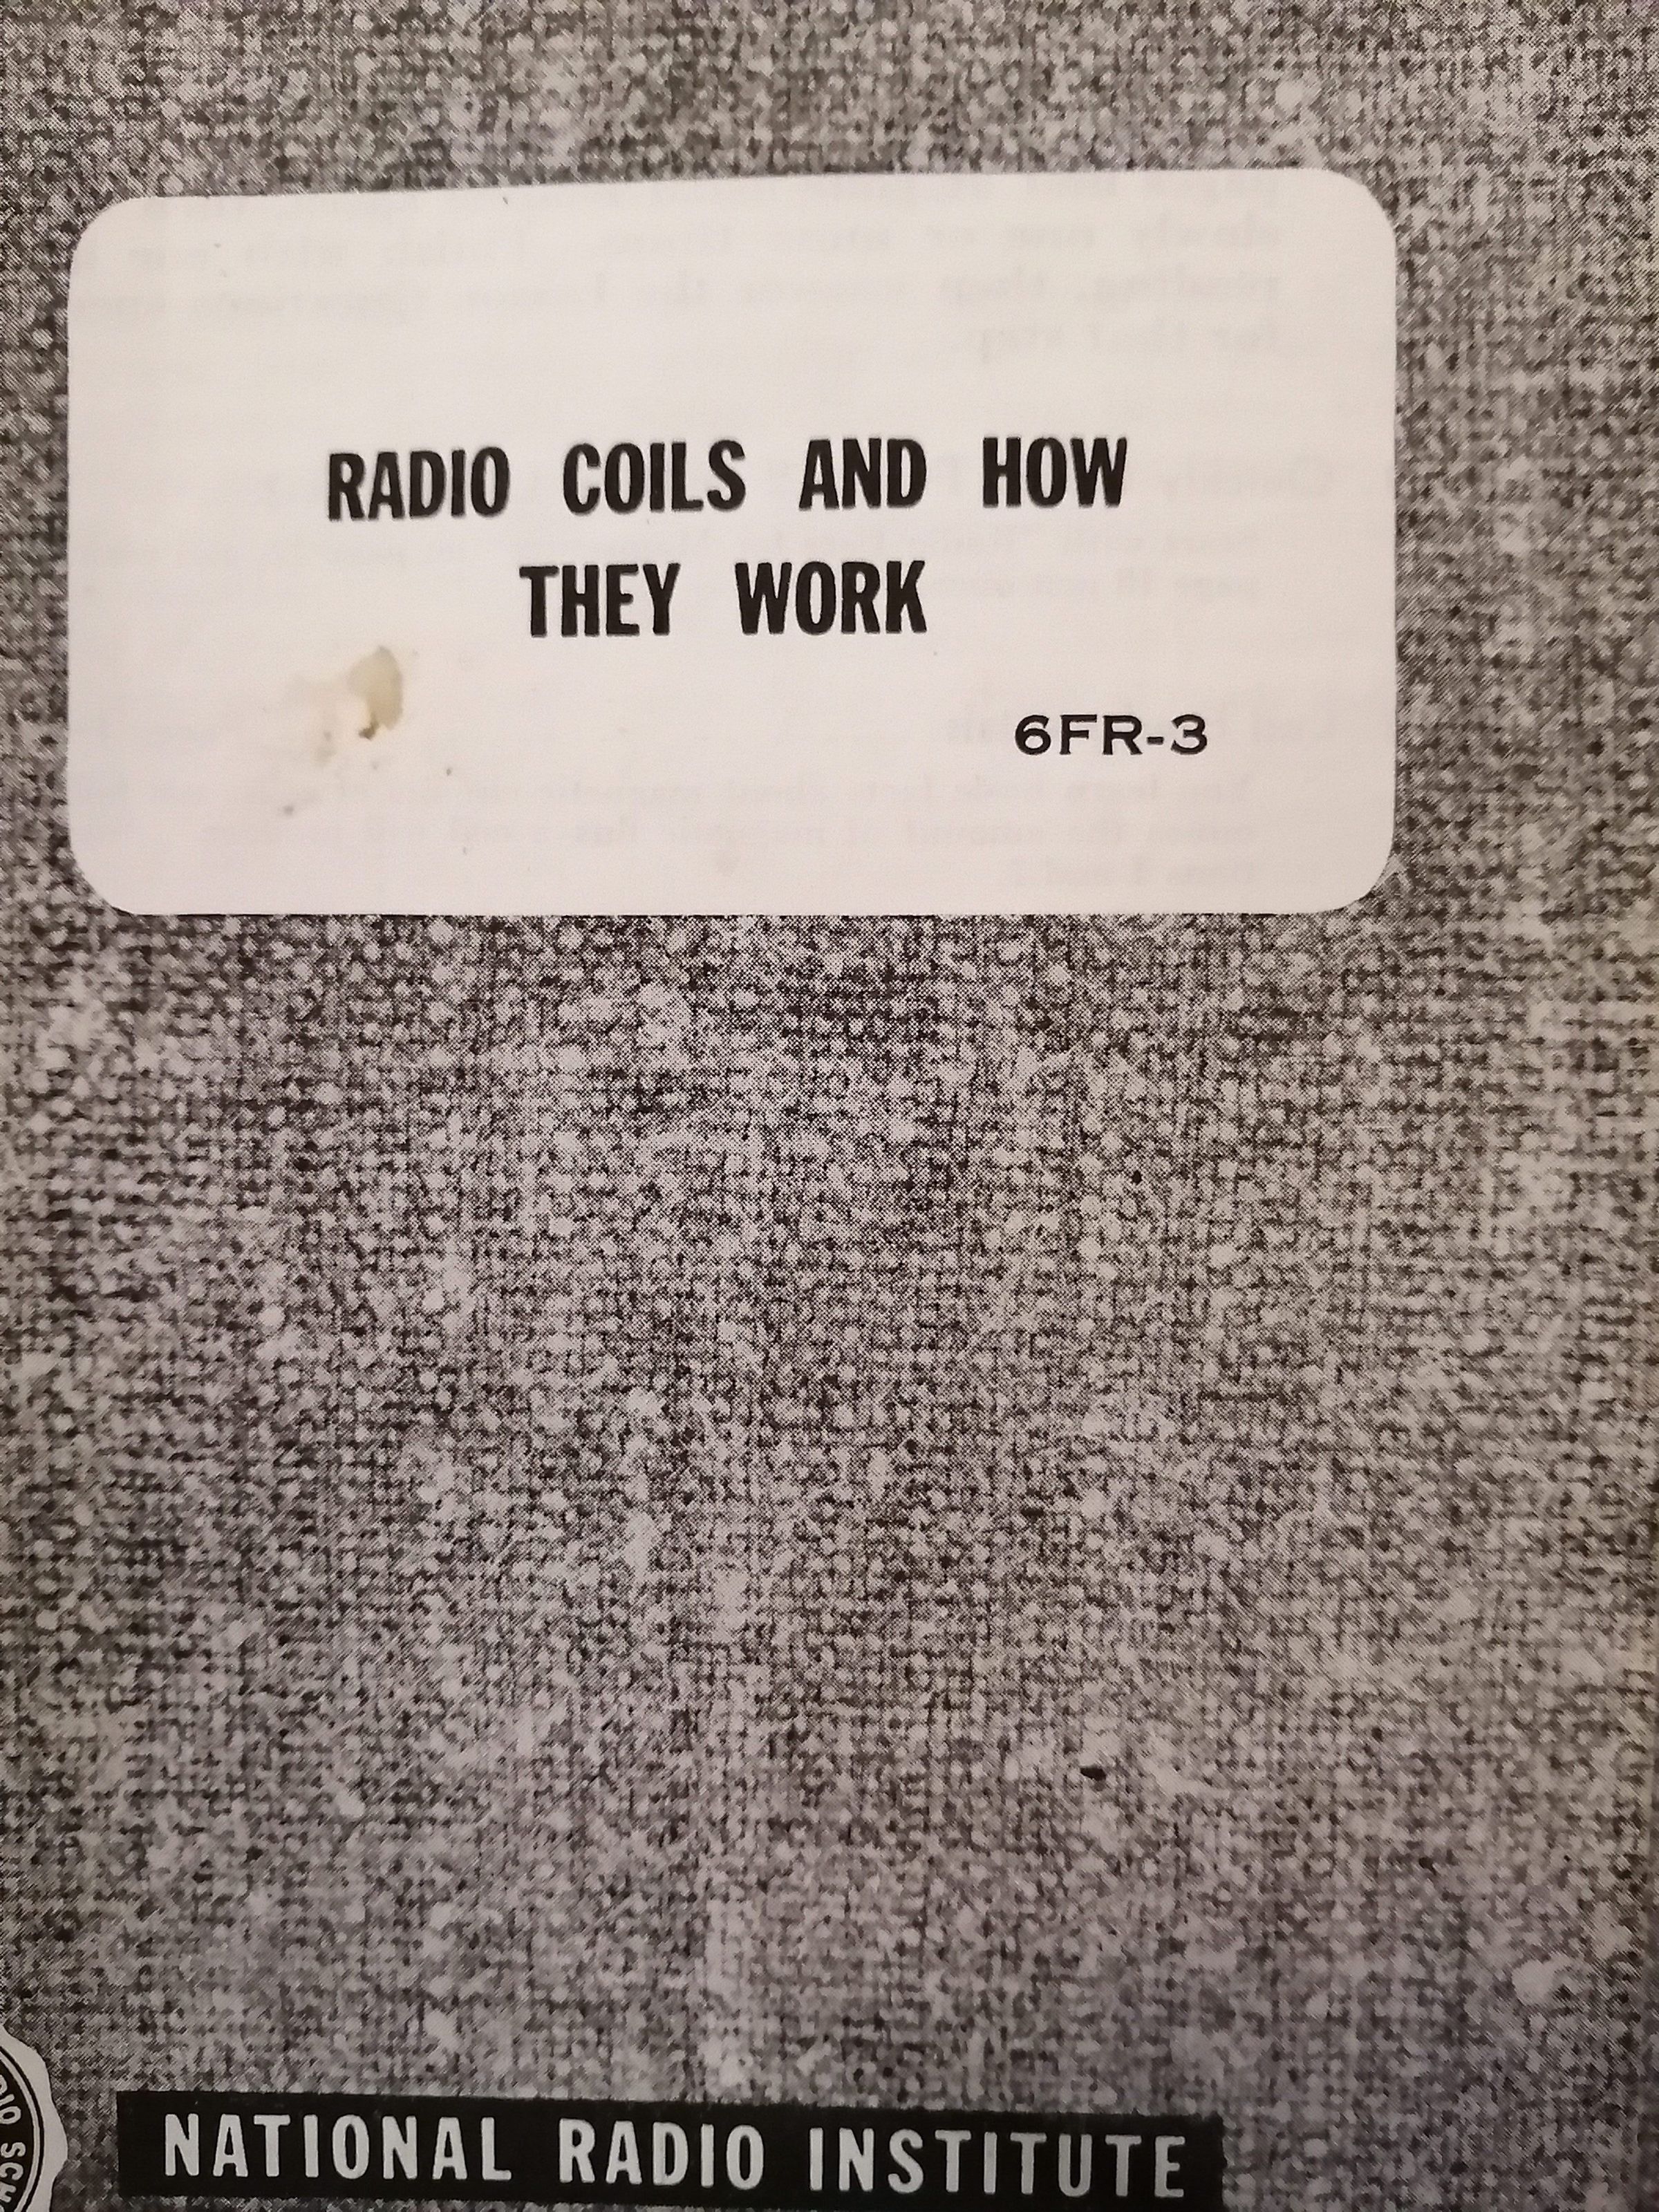 RADIO COILS AND HOW
THEY WORK
6FR-3
NATIONAL RADIO INSTITUTE